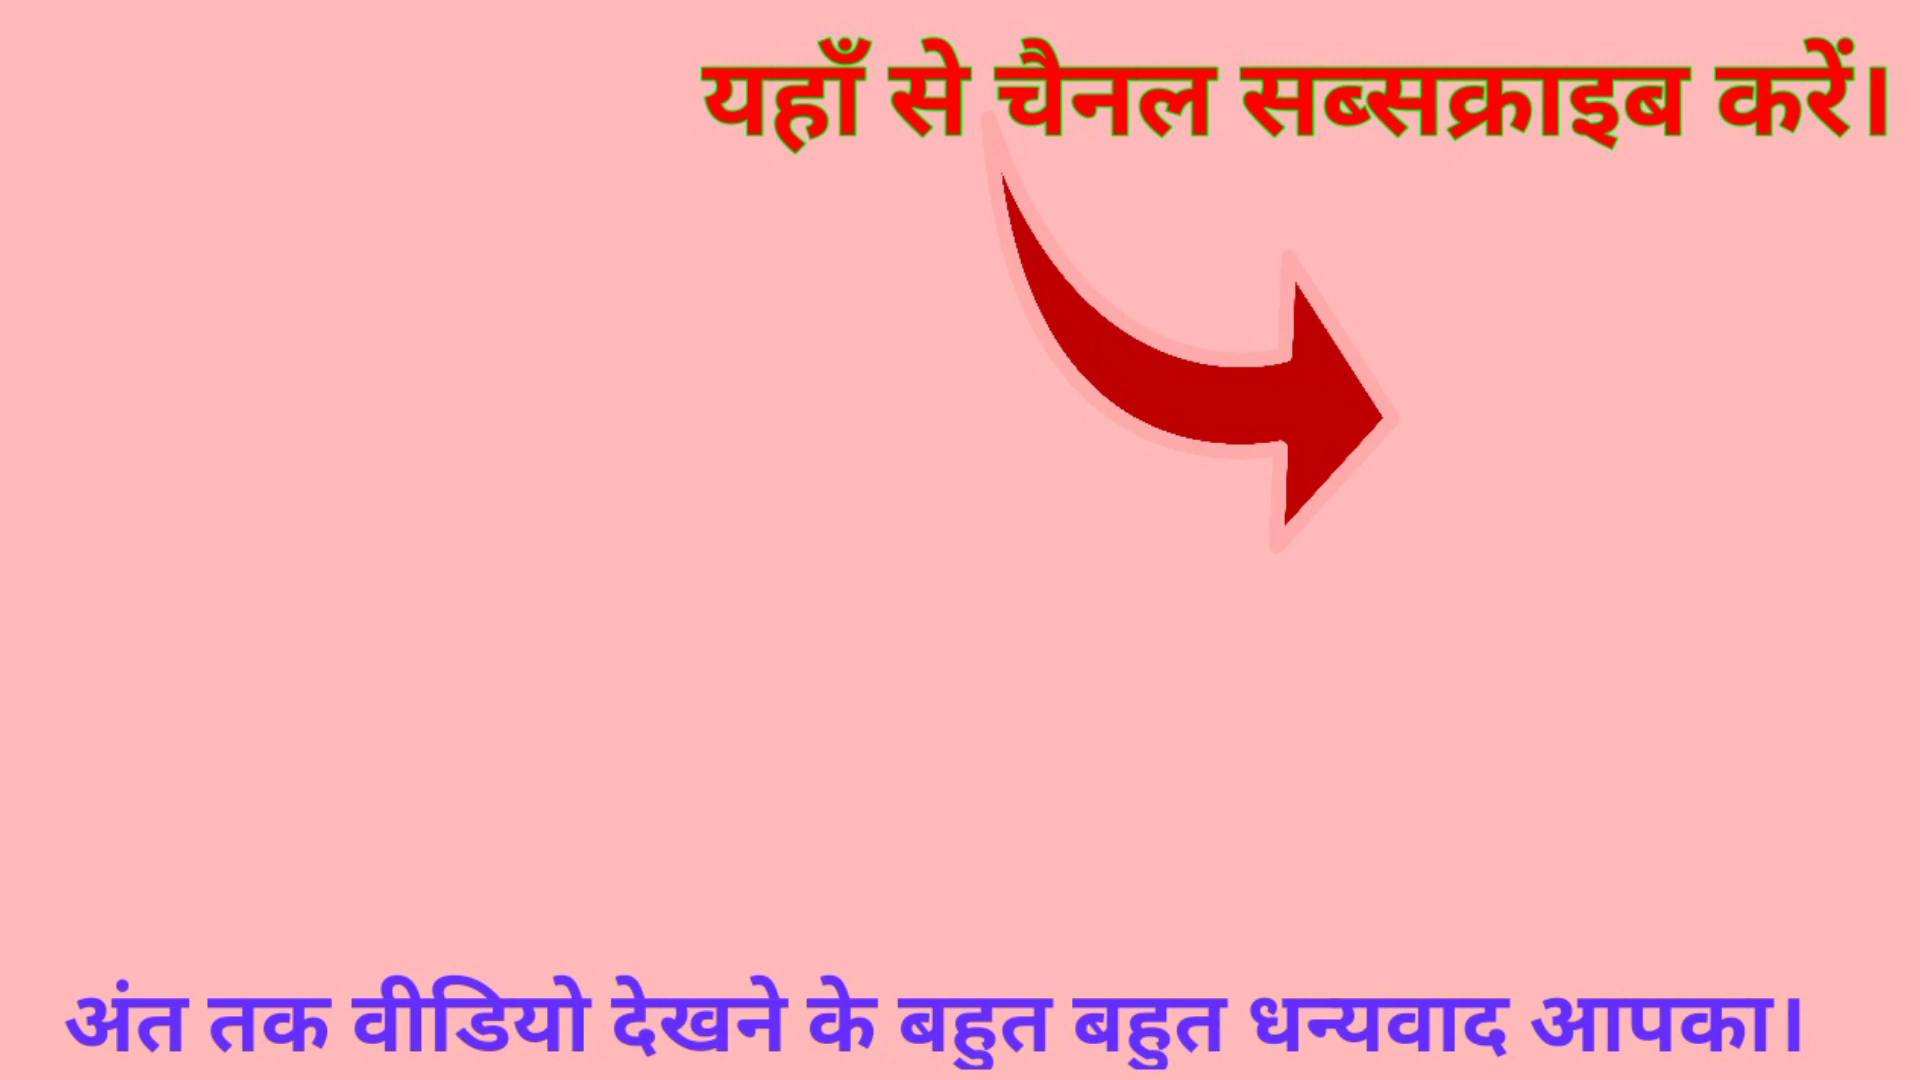 यहाँ से चैनल सब्सक्राइब करें।
अंत तक वीडियो देखने के बहुत बहुत धन्यवाद आपका।